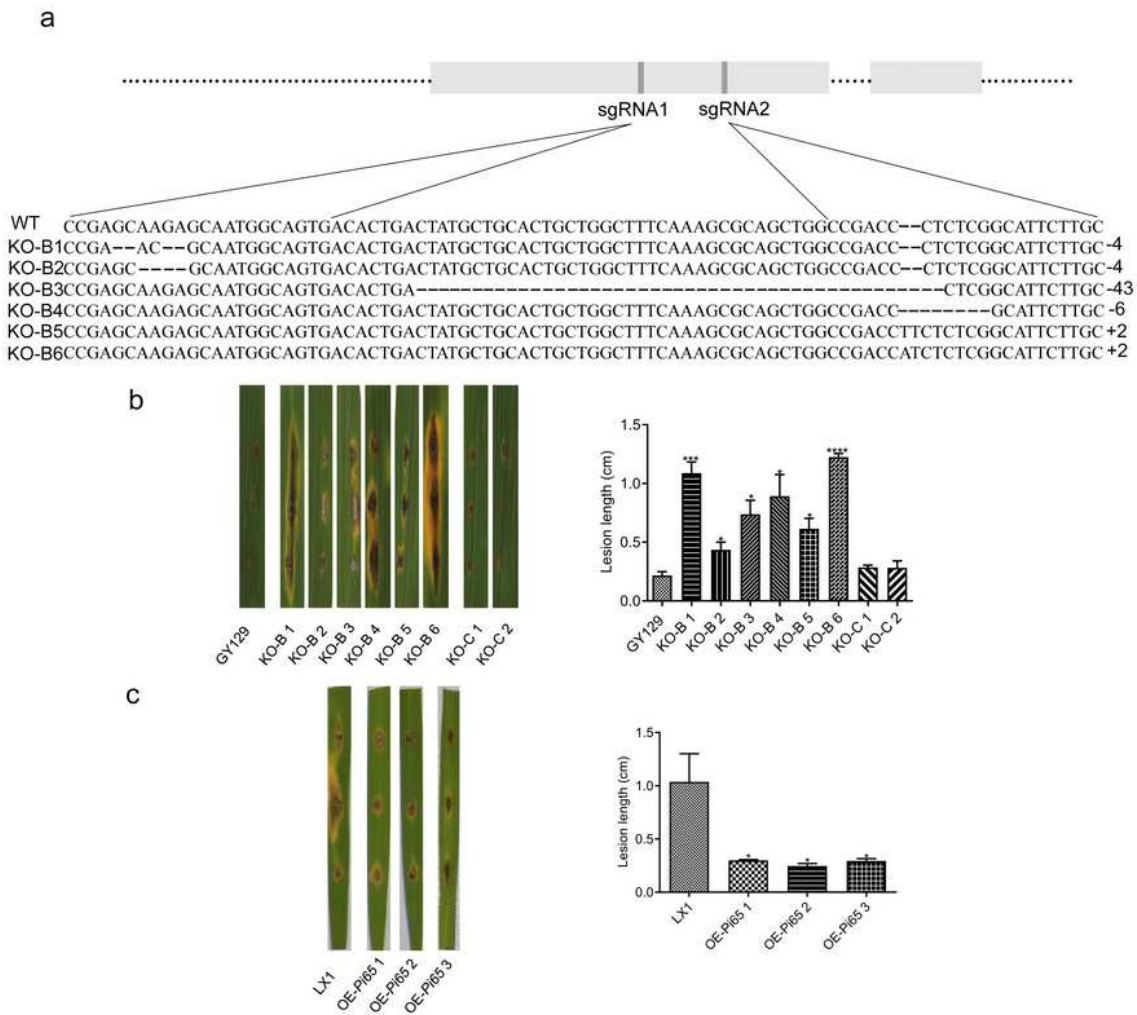 a
sgRNA1 sgRNA2
WT CCGAGCAAGAGCAATGGCAGTGACACTGACTATGCTGCACTGCTGGCTTTCAAAGCGCAGCTGGCCGACC--CTCTCGGCATTCTTGC
KO-B1 CCGA--AC--GCAATGGCAGTGACACTGACTATGCTGCACTGCTGGCTTTCAAAGCGCAGCTGGCCGACC--CTCTCGGCATTCTTGC -4
KO-B2 CCGAGC----GCAATGGCAGTGACACTGACTATGCTGCACTGCTGGCTTTCAAAGCGCAGCTGGCCGACC--CTCTCGGCATTCTTGC -4
KO-B3 CCGAGCAAGAGCAATGGCAGTGACACTGA---------------------------------------------CTCGGCATTCTTGC -43
KO-B4 CCGAGCAAGAGCAATGGCAGTGACACTGACTATGCTGCACTGCTGGCTTTCAAAGCGCAGCTGGCCGACC--------GCATTCTTGC -6
KO-B5 CCGAGCAAGAGCAATGGCAGTGACACTGACTATGCTGCACTGCTGGCTTTCAAAGCGCAGCTGGCCGACCTTCTCTCGGCATTCTTGC +2
KO-B6 CCGAGCAAGAGCAATGGCAGTGACACTGACTATGCTGCACTGCTGGCTTTCAAAGCGCAGCTGGCCGACCATCTCTCGGCATTCTTGC +2
b
GY129 KO-B 1 KO-B 2 KO-B 3 KO-B 4 KO-B 5 KO-B 6 KO-C 1 KO-C 2
Lesion length (cm)
1.5
1.0
0.5
0.0
*** * * * * ****
GY129 KO-B 1 KO-B 2 KO-B 3 KO-B 4 KO-B 5 KO-B 6 KO-C 1 KO-C 2
c
LX1 OE-Pi65 1 OE-Pi65 2 OE-Pi65 3
Lesion length (cm)
1.5
1.0
0.5
0.0
* * *
LX1 OE-Pi65 1 OE-Pi65 2 OE-Pi65 3